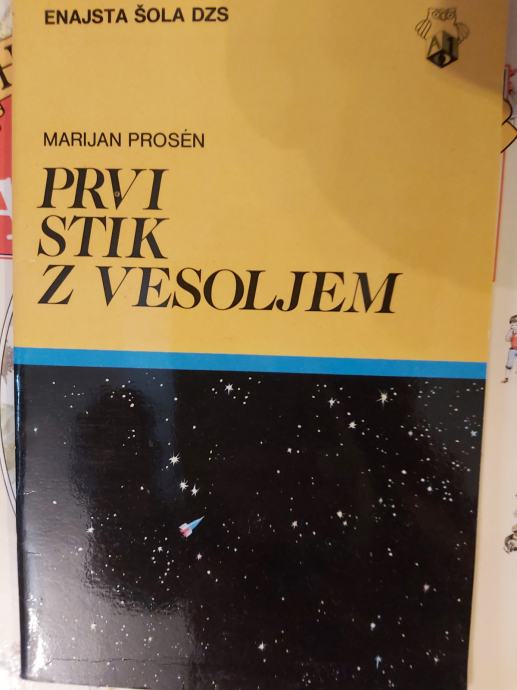 ENAJSTA ŠOLA DZS
MARIJAN PROSÉN
PRVI
STIK
Z VESOLJEM